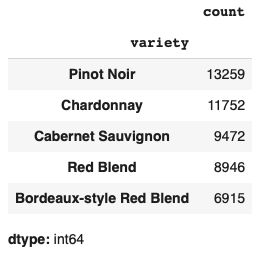 count
variety
Pinot Noir 13259
Chardonnay 11752
Cabernet Sauvignon 9472
Red Blend 8946
Bordeaux-style Red Blend 6915
dtype: int64